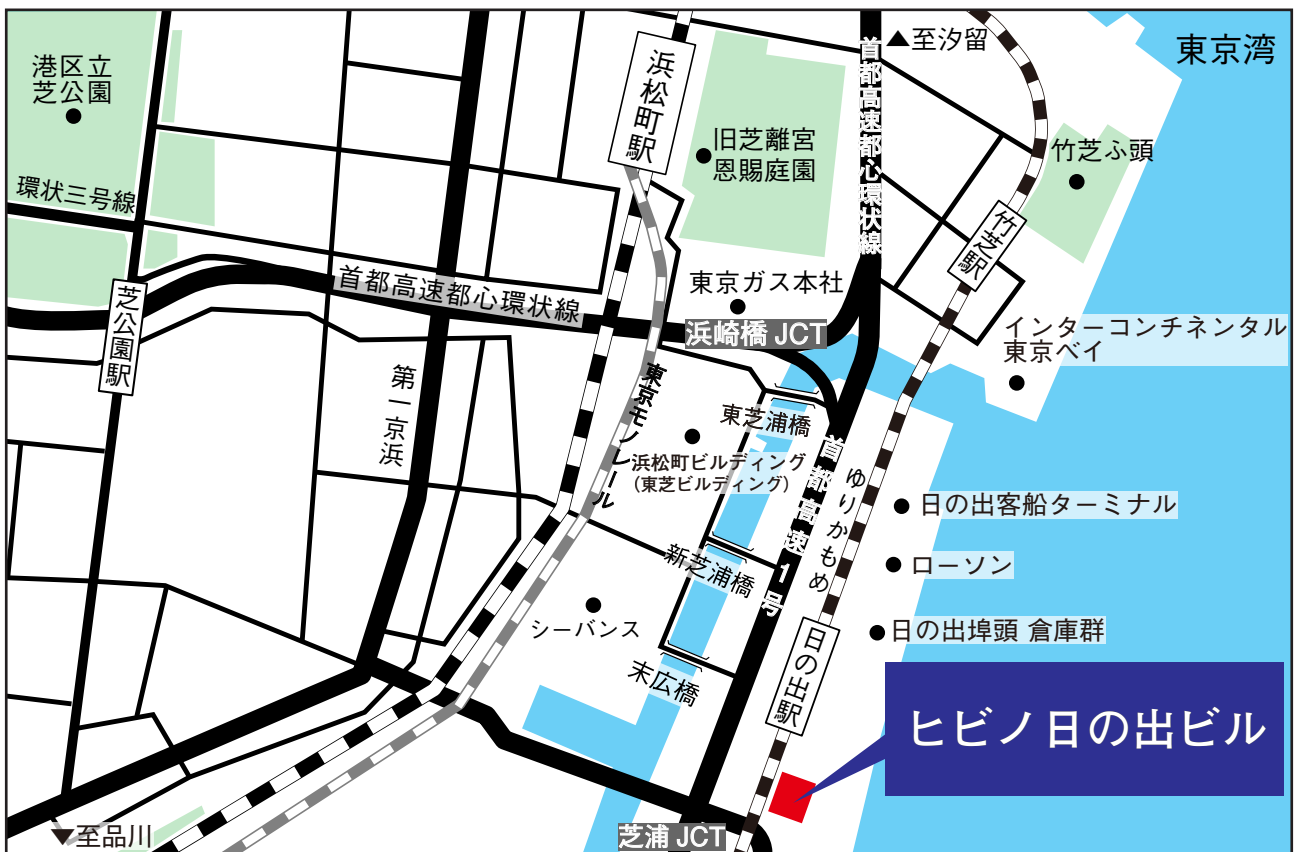 港区立
芝公園
環状三号線
芝公園駅
首都高速都心環状線
第一京浜
浜松町駅
旧芝離宮
恩賜庭園
首都高速都心環状線
▲至汐留
東京湾
竹芝ふ頭
竹芝駅
東京ガス本社
浜崎橋 JCT
インターコンチネンタル
東京ベイ
東京モノレール
東芝浦橋
浜松町ビルディング
(東芝ビルディング)
首都高速1号
ゆりかもめ
日の出客船ターミナル
新芝浦橋
ローソン
シーバンス
日の出埠頭 倉庫群
末広橋
日の出駅
ヒビノ日の出ビル
▼至品川
芝浦 JCT